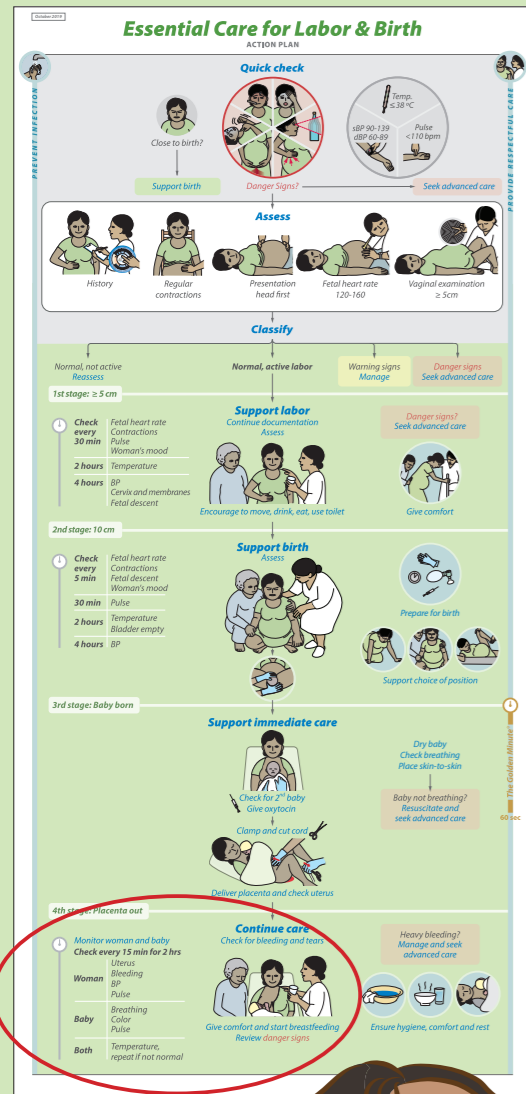 October 2019
Essential Care for Labor & Birth
ACTION PLAN
PREVENT INFECTION
PROVIDE RESPECTFUL CARE
Quick check
Close to birth?
Support birth
Danger Signs?
Temp.
≤38 ºC
sBP 90-139
dBP 60-89
Pulse
<110 bpm
Seek advanced care
Assess
History
Regular
contractions
Presentation
head first
Fetal heart rate
120-160
Vaginal examination
≥ 5cm
Classify
Normal, not active
Reassess
Normal, active labor
Warning signs
Manage
Danger signs
Seek advanced care
1st stage: ≥ 5 cm
Check every 30 min
Fetal heart rate
Contractions
Pulse
Woman's mood
2 hours Temperature
4 hours BP
Cervix and membranes
Fetal descent
Support labor
Continue documentation
Assess
Encourage to move, drink, eat, use toilet
Danger signs?
Seek advanced care
Give comfort
2nd stage: 10 cm
Check every 5 min
Fetal heart rate
Contractions
Fetal descent
Woman's mood
30 min Pulse
2 hours Temperature
Bladder empty
4 hours BP
Support birth
Assess
Prepare for birth
Support choice of position
3rd stage: Baby born
Support immediate care
Check for 2nd baby
Give oxytocin
Clamp and cut cord
Deliver placenta and check uterus
Dry baby
Check breathing
Place skin-to-skin
Baby not breathing?
Resuscitate and
seek advanced care
The Golden Minute®
60 sec
4th stage: Placenta out
Monitor woman and baby
Check every 15 min for 2 hrs
Woman
Uterus
Bleeding
BP
Pulse
Baby
Breathing
Color
Pulse
Both
Temperature,
repeat if not normal
Continue care
Check for bleeding and tears
Give comfort and start breastfeeding
Review danger signs
Heavy bleeding?
Manage and seek
advanced care
Ensure hygiene, comfort and rest